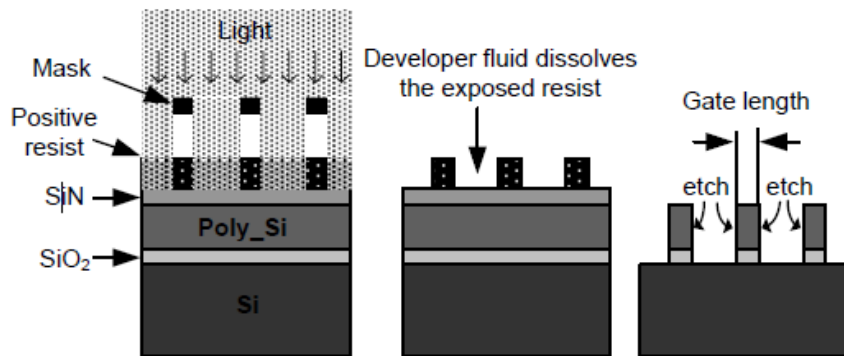 Light
Mask
Positive
resist
SiN
Poly_Si
SiO₂
Si
Developer fluid dissolves
the exposed resist
Gate length
etch
etch